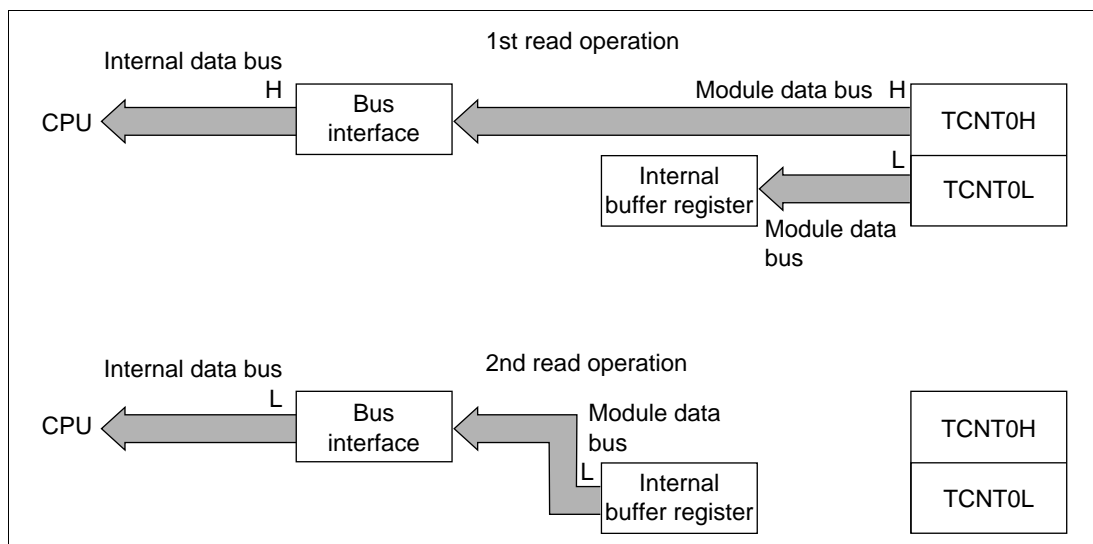 1st read operation
Internal data bus
H
Module data bus H
CPU
Bus
interface
TCNT0H
L
Internal
buffer register
TCNT0L
Module data
bus
2nd read operation
Internal data bus
L
CPU
Bus
interface
Module data
bus
TCNT0H
L
Internal
buffer register
TCNT0L